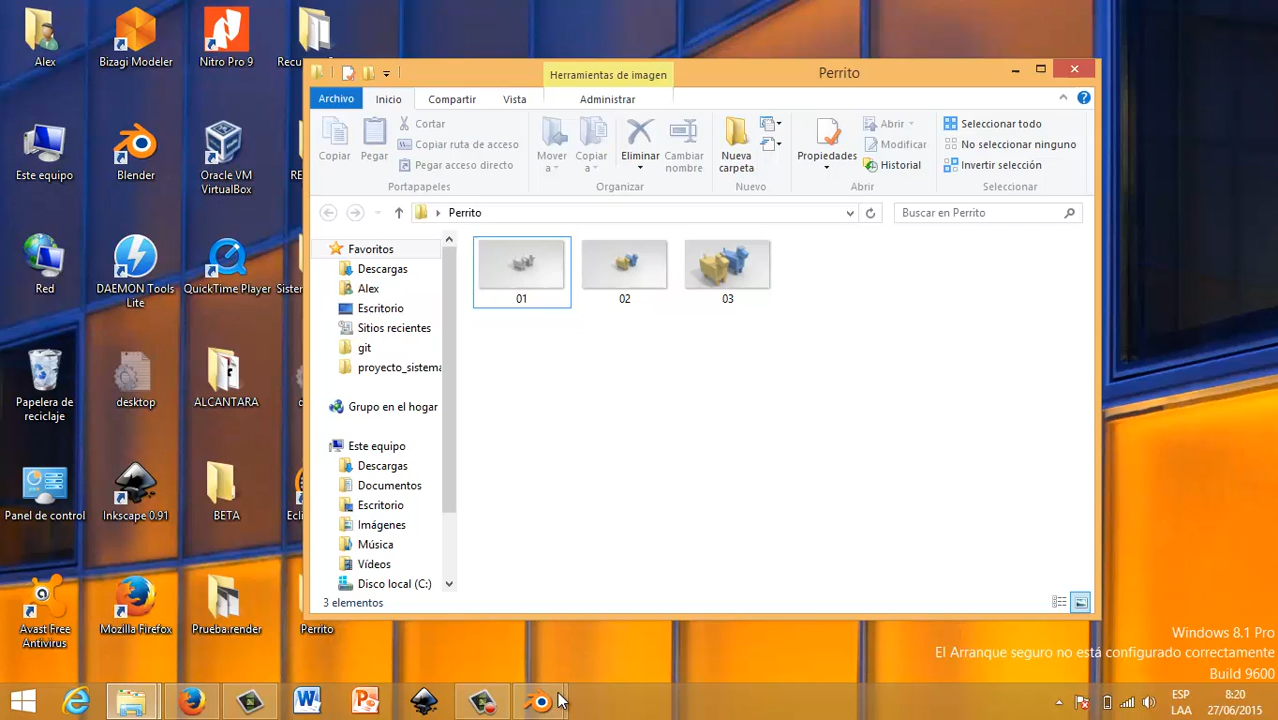 Alex
Bizagi Modeler
Nitro Pro 9
Recu
Perrito
Herramientas de imagen
Archivo
Inicio
Compartir
Vista
Administrar
Copiar
Pegar
Cortar
Copiar ruta de acceso
Pegar acceso directo
Portapapeles
Mover
a
Copiar
a
Eliminar
Cambiar
nombre
Organizar
Nueva
carpeta
Nuevo
Propiedades
Abrir
Modificar
Historial
Abrir
Seleccionar todo
No seleccionar ninguno
Invertir selección
Seleccionar
Perrito
Buscar en Perrito
Este equipo
Blender
Oracle VM
VirtualBox
RE
Red
DAEMON Tools
Lite
QuickTime Player
Sistem
Papelera de
reciclaje
desktop
ALCANTARA
Panel de control
Inkscape 0.91
BETA
Ecli
Avast Free
Antivirus
Mozilla Firefox
Prueba:render
Perrito
Favoritos
Descargas
Alex
Escritorio
Sitios recientes
git
proyecto_sistema
Grupo en el hogar
Este equipo
Descargas
Documentos
Escritorio
Imágenes
Música
Vídeos
Disco local (C:)
01
02
03
3 elementos
Windows 8.1 Pro
El Arranque seguro no está configurado correctamente
Build 9600
ESP
LAA
8:20
27/06/2015